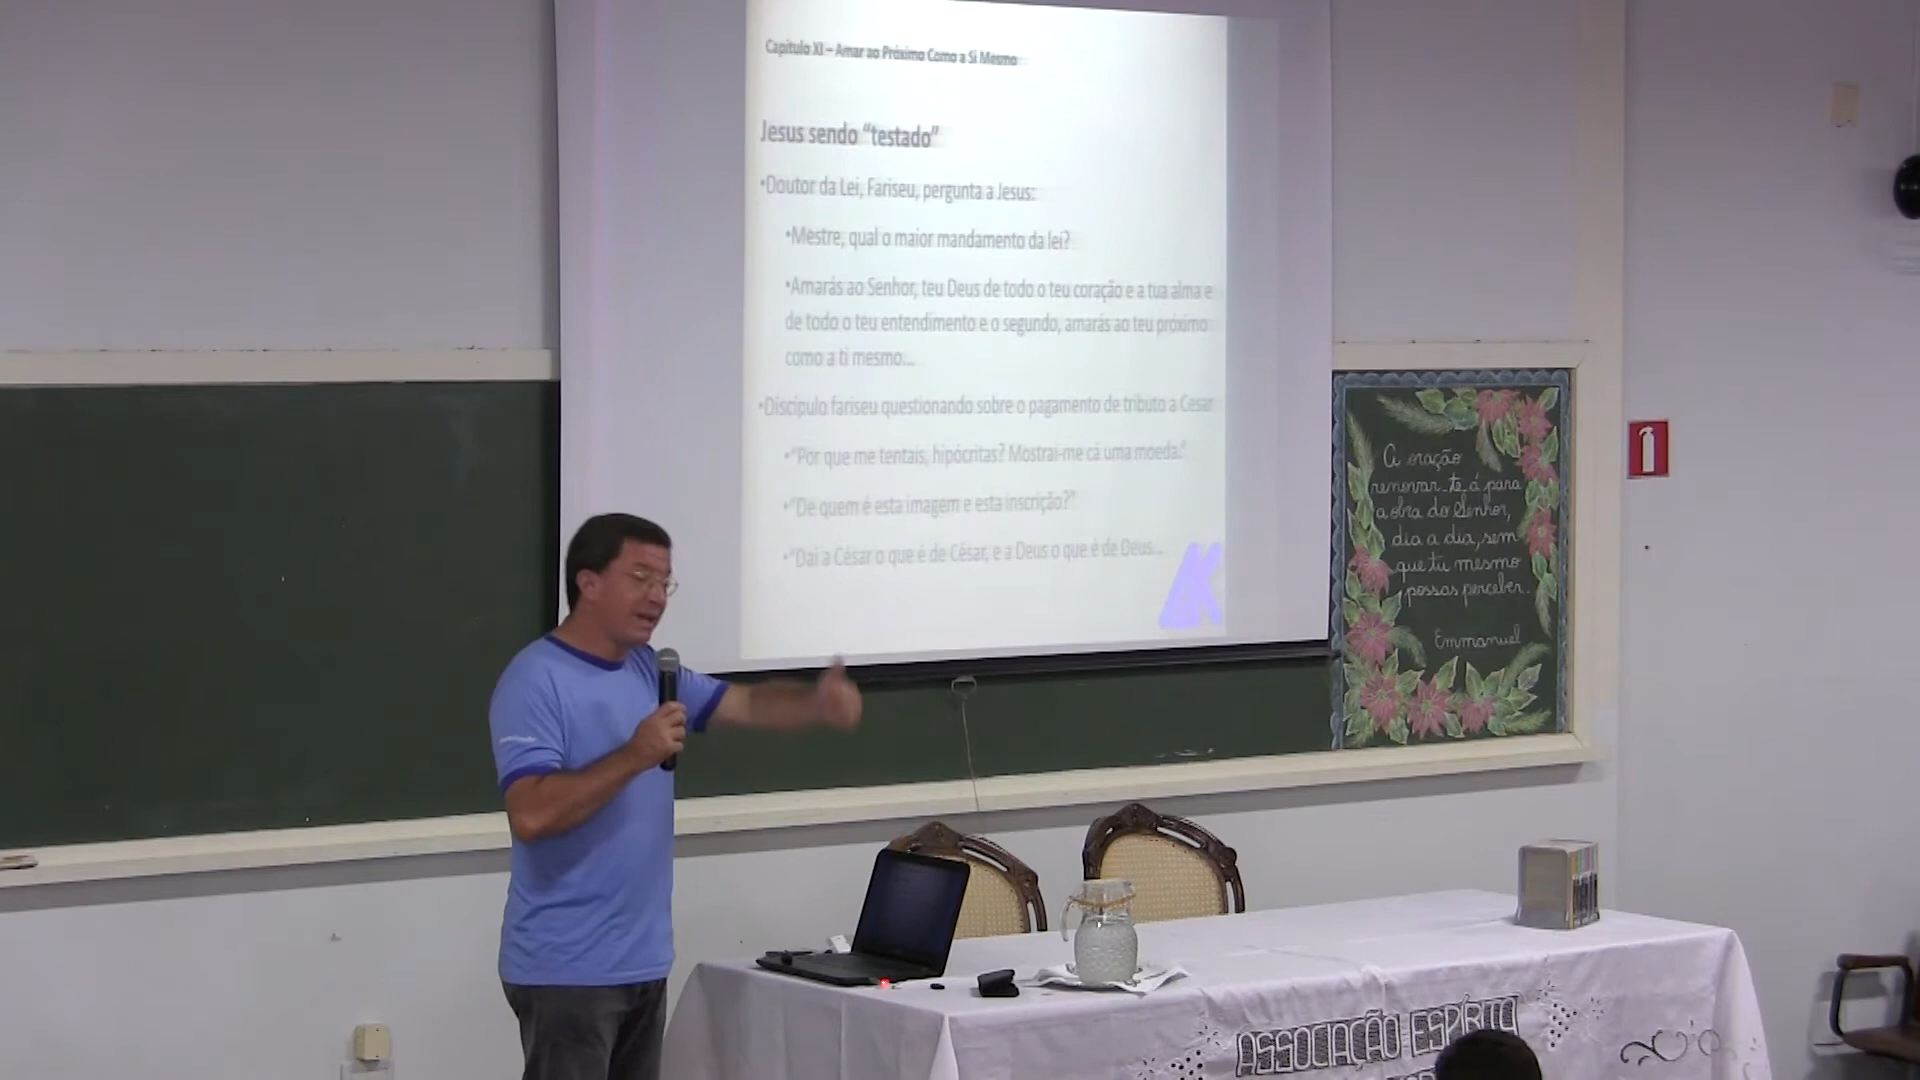 Capítulo XI – Amar ao Próximo Como a Si Mesmo
Jesus sendo “testado”
•Doutor da Lei, Fariseu, pergunta a Jesus:
•Mestre, qual o maior mandamento da lei?
•Amarás ao Senhor, teu Deus de todo o teu coração e a tua alma e
de todo o teu entendimento e o segundo, amarás ao teu próximo
como a ti mesmo...
•Discípulo fariseu questionando sobre o pagamento de tributo a Cesar
•“Por que me tentais, hipócritas? Mostrai-me cá uma moeda.”
•“De quem é esta imagem e esta inscrição?”
•“Dai a César o que é de César, e a Deus o que é de Deus...
AK
A oração
renovar-te-á para
a obra do Senhor,
dia a dia, sem
que tu mesmo
possas perceber.
Emmanuel
ASSOCIAÇÃO ESPÍRITA